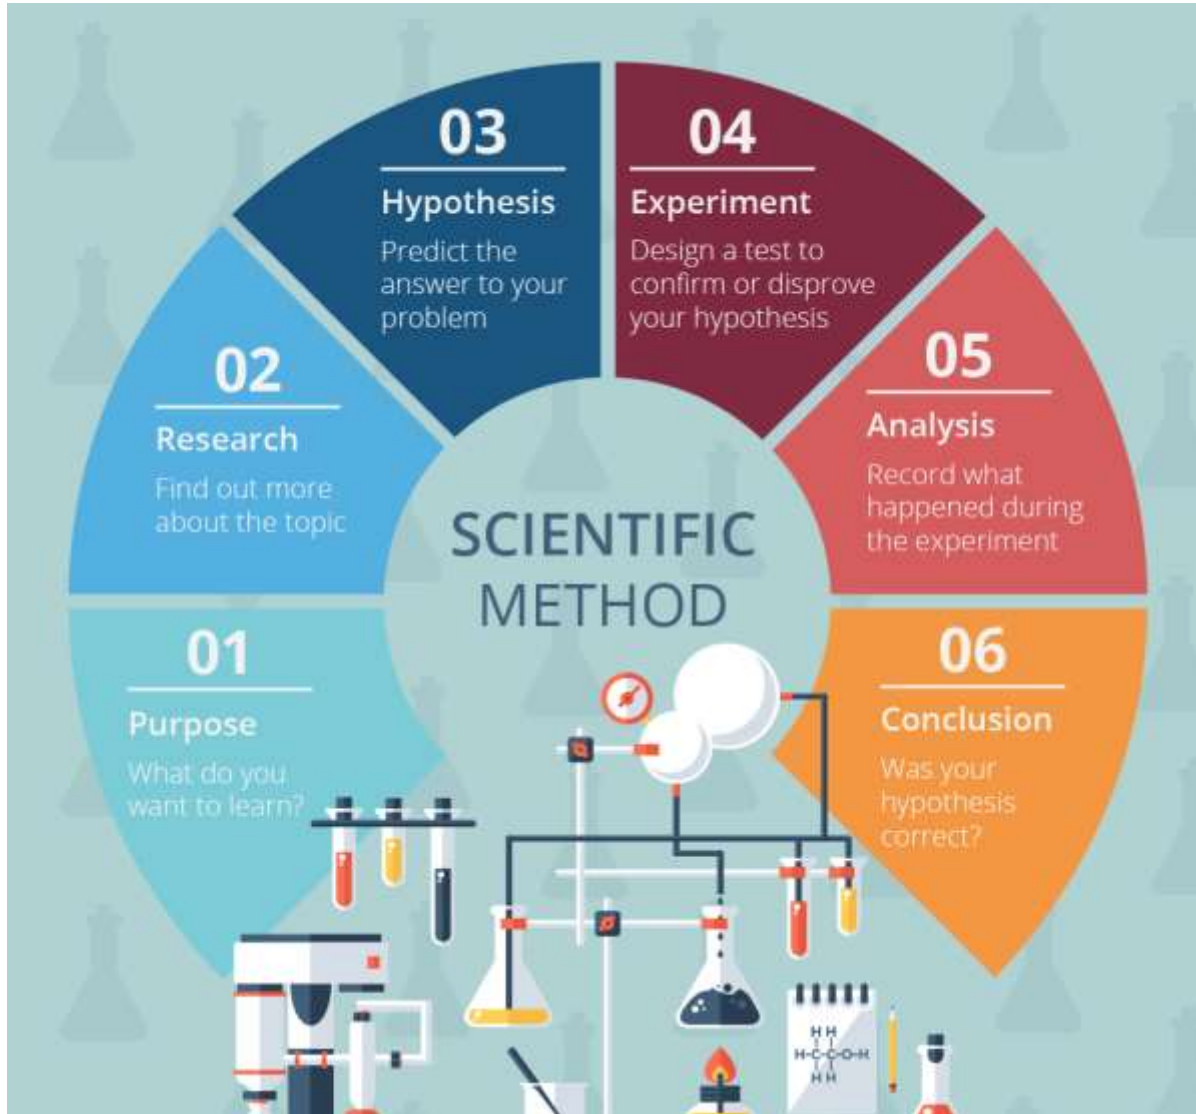 01
Purpose
What do you
want to learn?
02
Research
Find out more
about the topic
03
Hypothesis
Predict the
answer to your
problem
04
Experiment
Design a test to
confirm or disprove
your hypothesis
05
Analysis
Record what
happened during
the experiment
06
Conclusion
Was your
hypothesis
correct?
SCIENTIFIC
METHOD
H H
H-C-C-O-H
H H